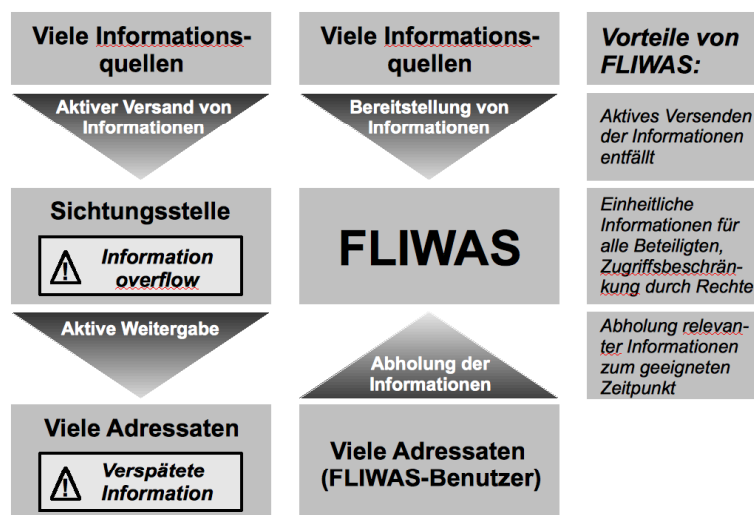 Viele Informations-
quellen
Aktiver Versand von
Informationen
Sichtungsstelle
Information
overflow
Aktive Weitergabe
Viele Adressaten
Verspätete
Information
Viele Informations-
quellen
Bereitstellung von
Informationen
FLIWAS
Abholung der
Informationen
Viele Adressaten
(FLIWAS-Benutzer)
Vorteile von
FLIWAS:
Aktives Versenden
der Informationen
entfällt
Einheitliche
Informationen für
alle Beteiligten,
Zugriffsbeschrän-
kung durch Rechte
Abholung relevan-
ter Informationen
zum geeigneten
Zeitpunkt